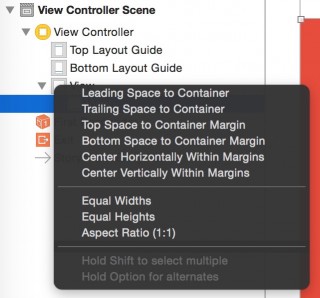 View Controller Scene
View Controller
Top Layout Guide
Bottom Layout Guide
View
Leading Space to Container
Trailing Space to Container
Top Space to Container Margin
Bottom Space to Container Margin
Center Horizontally Within Margins
Center Vertically Within Margins
Equal Widths
Equal Heights
Aspect Ratio (1:1)
Hold Shift to select multiple
Hold Option for alternates